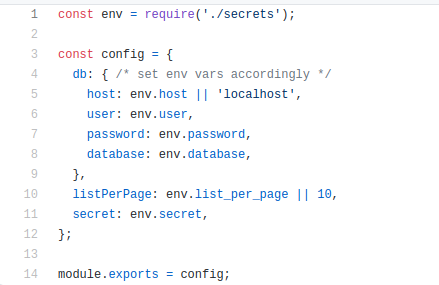 1 const env = require('./secrets');
2
3 const config = {
4   db: { /* set env vars accordingly */
5     host: env.host || 'localhost',
6     user: env.user,
7     password: env.password,
8     database: env.database,
9   },
10   listPerPage: env.list_per_page || 10,
11   secret: env.secret,
12 };
13
14 module.exports = config;